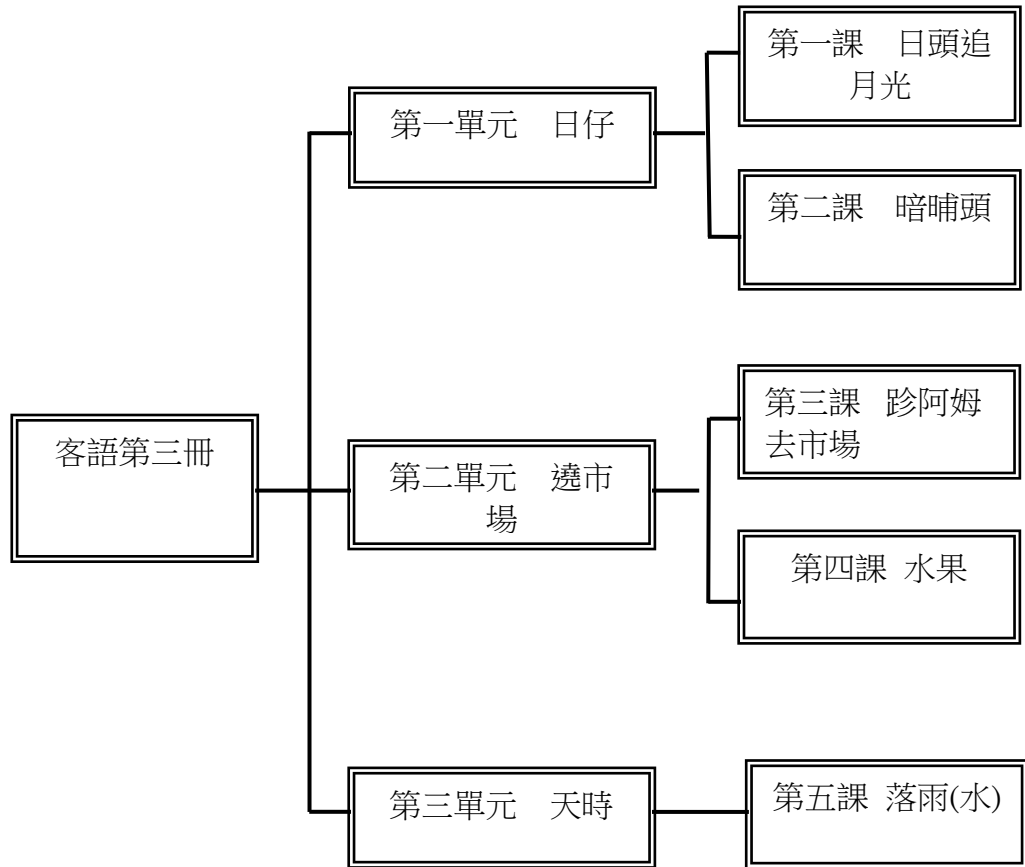 客語第三冊
第一單元　日仔
第一課　日頭追
月光
第二課　暗晡頭
第二單元　遶市
場
第三課　跈阿姆
去市場
第四課 水果
第三單元　天時
第五課 落雨(水)